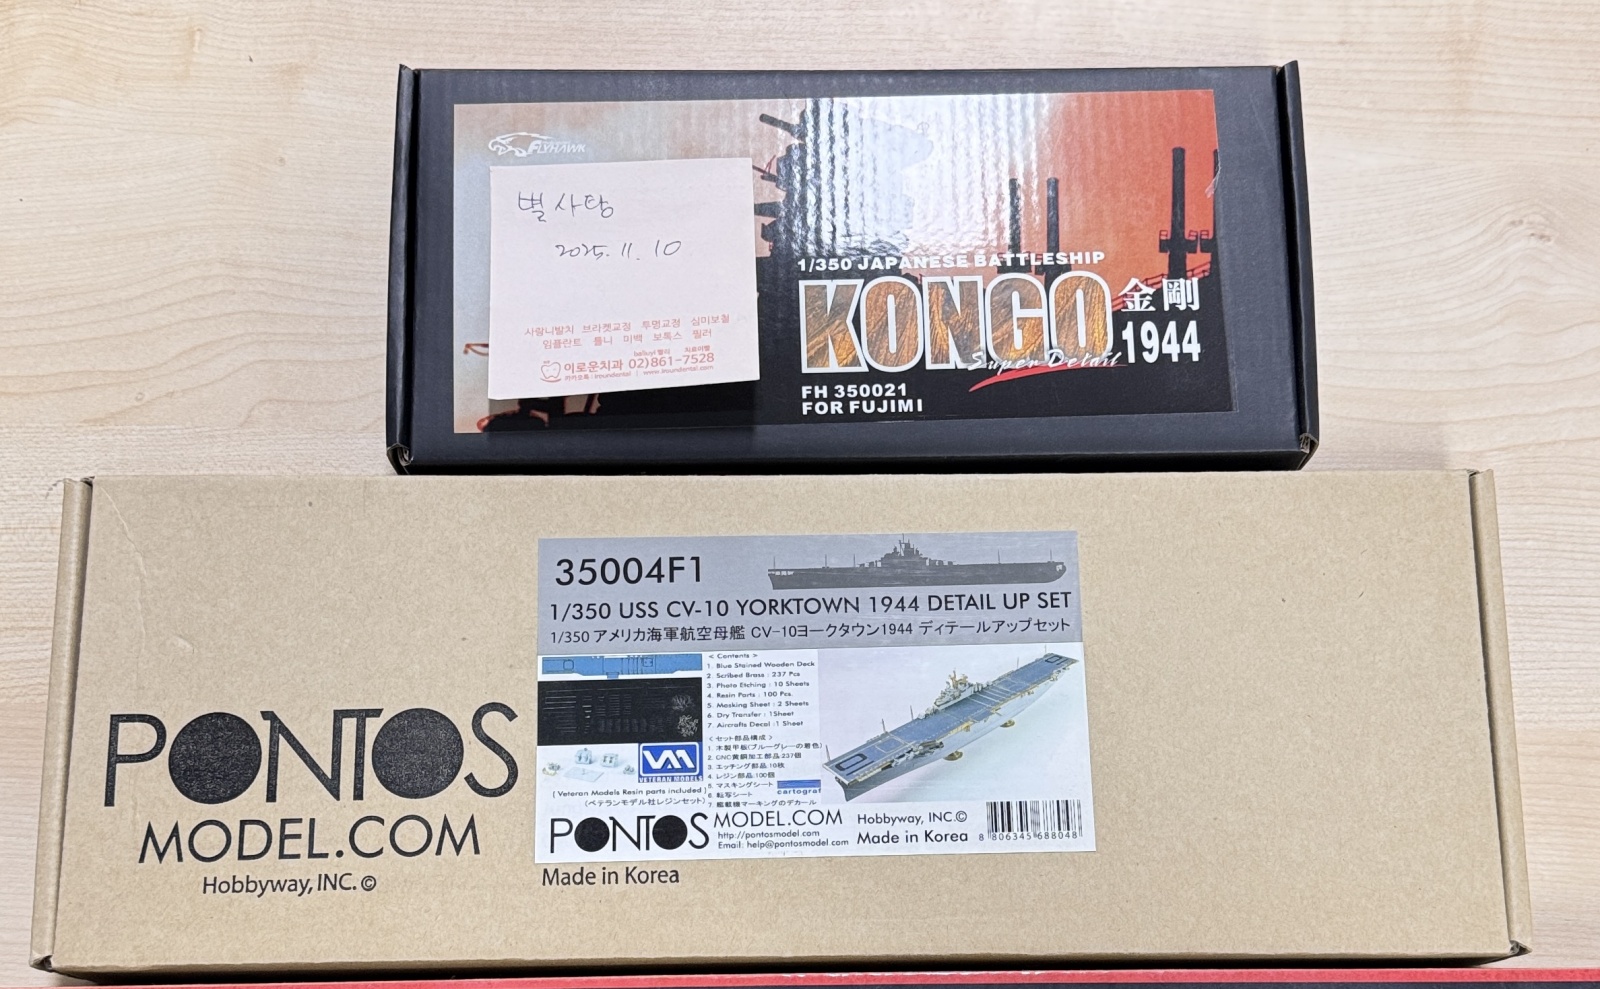 FLYHAWK
별사탕
2025.11.10
사랑니발치 브라켓교정 투명교정 심미보철
임플란트 틀니 미백 보톡스 필러
이로운치과 02)861-7528
카카오톡 : iroundental | www.iroundental.com
1/350 JAPANESE BATTLESHIP
KONGO 金剛
Super Detail 1944
FH 350021
FOR FUJIMI
35004F1
1/350 USS CV-10 YORKTOWN 1944 DETAIL UP SET
1/350 アメリカ海軍航空母艦 CV-10ヨークタウン1944 ディテールアップセット
< Contents >
1. Blue Stained Wooden Deck
2. Scribed Brass : 237 Pcs
3. Photo Etching : 10 Sheets
4. Resin Parts : 100 Pcs.
5. Masking Sheet : 2 Sheets
6. Dry Transfer : 1Sheet
7. Aircrafts Decal : 1 Sheet
< セット部品構成 >
1. 木製甲板(ブルーグレーの着色)
2. CNC黄銅加工部品:237個
3. エッチング部品:10枚
4. レジン部品:100個
5. マスキングシート
6. 転写シート
7. 艦載機マーキングのデカール
cartograf
VM
VETERAN MODELS
[ Veteran Models Resin parts included ]
(ベテランモデル社レジンセット)
PONTOS MODEL.COM
http://pontosmodel.com
Email: help@pontosmodel.com
Hobbyway, INC.©
Made in Korea
8 806345 688048
PONTOS
MODEL.COM
Hobbyway, INC. ©
Made in Korea